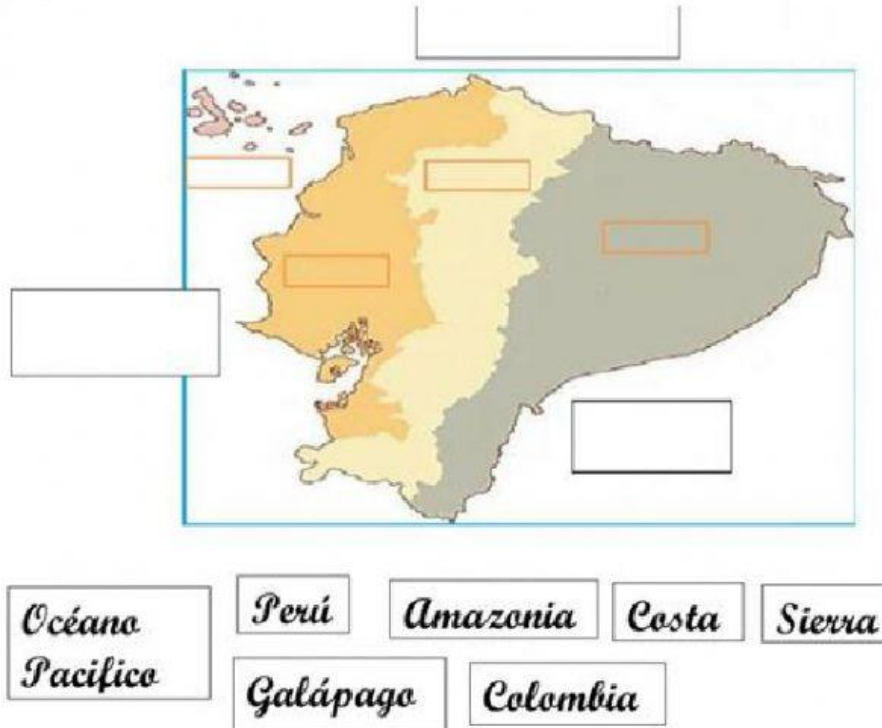 Océano
Pacifico
Perú
Amazonia
Costa
Sierra
Galápago
Colombia